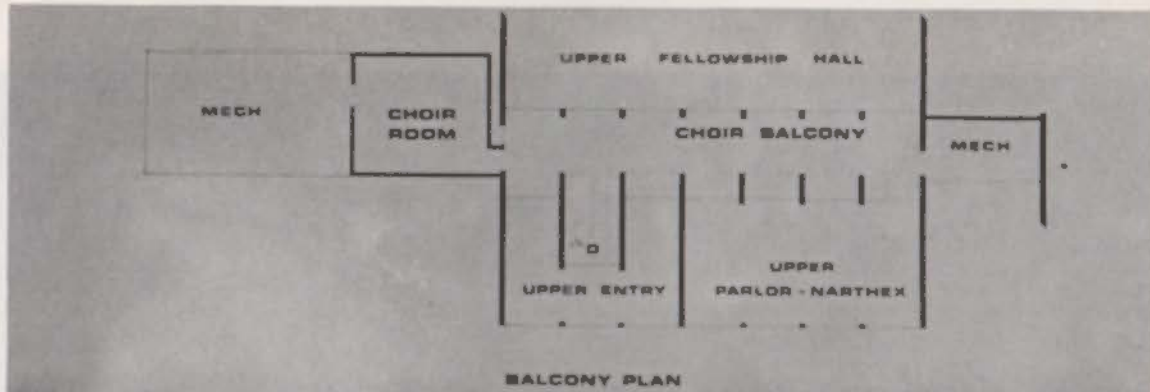 UPPER FELLOWSHIP HALL
MECH
CHOIR
ROOM
CHOIR BALCONY
MECH
D
UPPER ENTRY
UPPER
PARLOR - NARTHEX
BALCONY PLAN